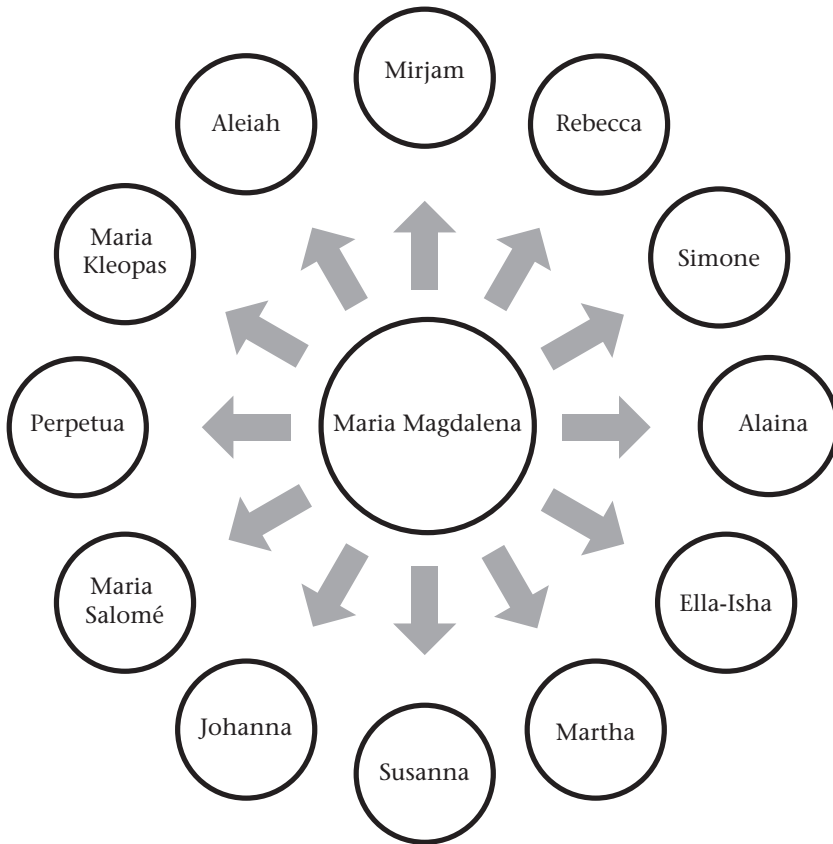 Mirjam
Rebecca
Simone
Alaina
Ella-Isha
Martha
Susanna
Johanna
Maria
Salomé
Perpetua
Maria
Kleopas
Aleiah
Maria Magdalena